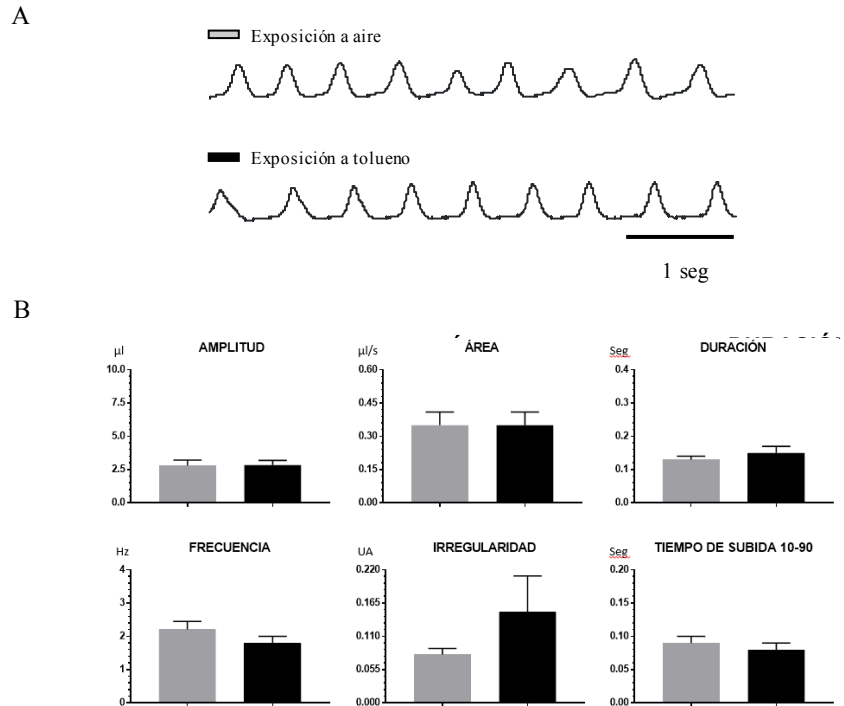 A
Exposición a aire
Exposición a tolueno
1 seg
B
µl
AMPLITUD
10.0
7.5
5.0
2.5
0.0
µl/s
ÁREA
0.60
0.45
0.30
0.15
0.00
Seg
DURACIÓN
0.4
0.3
0.2
0.1
0.0
Hz
FRECUENCIA
4
3
2
1
0
UA
IRREGULARIDAD
0.220
0.165
0.110
0.055
0.000
Seg
TIEMPO DE SUBIDA 10-90
0.20
0.15
0.10
0.05
0.00